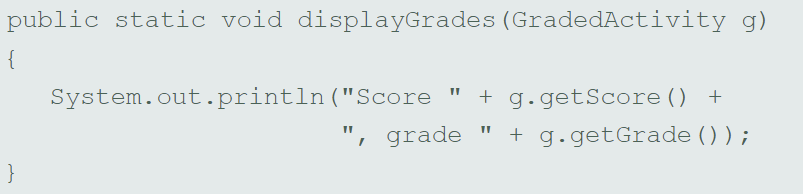 public static void displayGrades(GradedActivity g)
{
   System.out.println("Score " + g.getScore() +
                      ", grade " + g.getGrade());
}